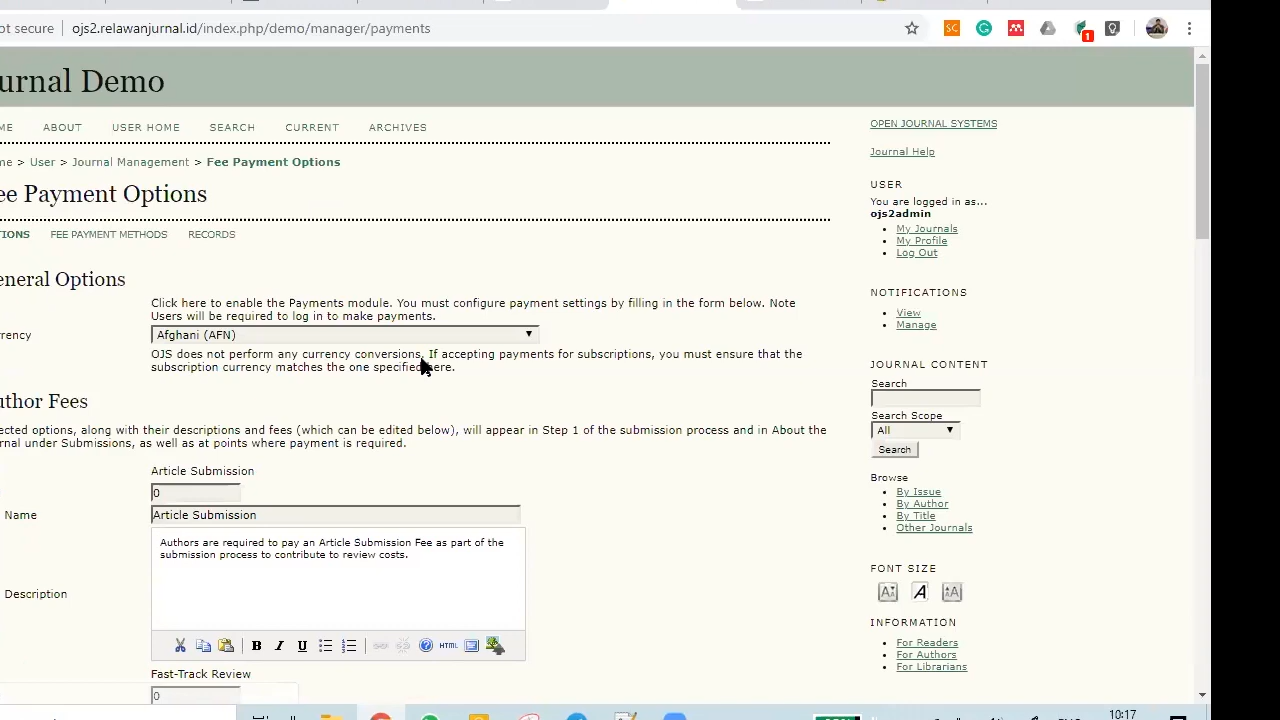 ot secure | ojs2.relawanjurnal.id/index.php/demo/manager/payments
SC
1
urnal Demo
ME ABOUT USER HOME SEARCH CURRENT ARCHIVES
me > User > Journal Management > Fee Payment Options
ee Payment Options
TIONS FEE PAYMENT METHODS RECORDS
eneral Options
Click here to enable the Payments module. You must configure payment settings by filling in the form below. Note
Users will be required to log in to make payments.
rrency Afghani (AFN)
OJS does not perform any currency conversions. If accepting payments for subscriptions, you must ensure that the
subscription currency matches the one specified here.
uthor Fees
ected options, along with their descriptions and fees (which can be edited below), will appear in Step 1 of the submission process and in About the
rnal under Submissions, as well as at points where payment is required.
Article Submission
0
Name Article Submission
Authors are required to pay an Article Submission Fee as part of the
submission process to contribute to review costs.
Description
B I U HTML
Fast-Track Review
0
OPEN JOURNAL SYSTEMS
Journal Help
USER
You are logged in as...
ojs2admin
My Journals
My Profile
Log Out
NOTIFICATIONS
View
Manage
JOURNAL CONTENT
Search
Search Scope
All
Search
Browse
By Issue
By Author
By Title
Other Journals
FONT SIZE
A A A
INFORMATION
For Readers
For Authors
For Librarians
10:17